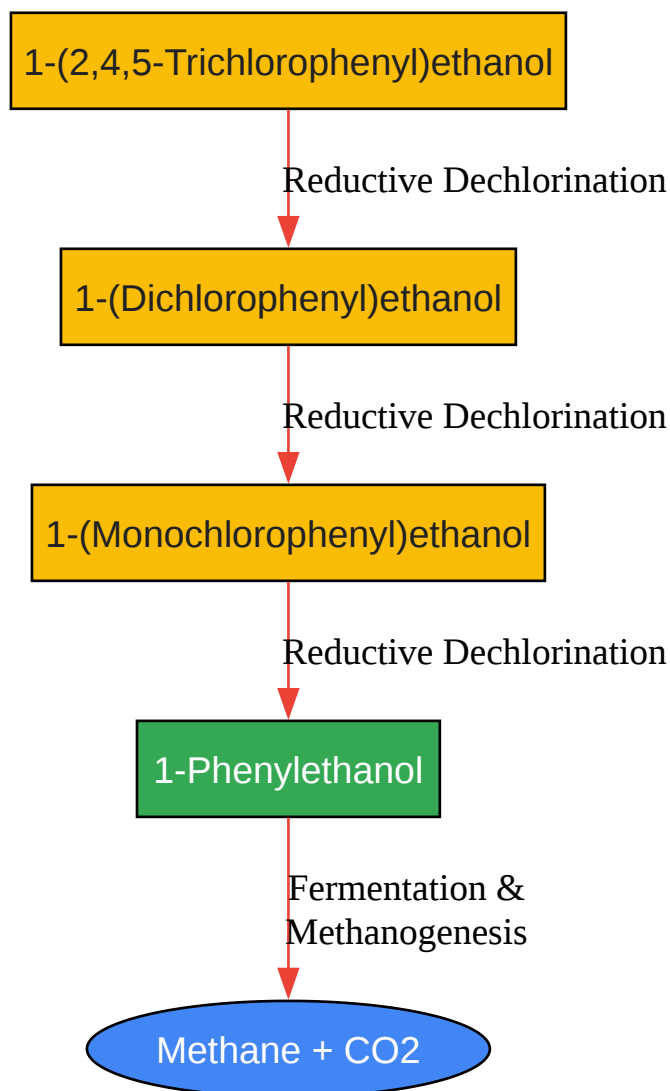 1-(2,4,5-Trichlorophenyl)ethanol
Reductive Dechlorination
1-(Dichlorophenyl)ethanol
Reductive Dechlorination
1-(Monochlorophenyl)ethanol
Reductive Dechlorination
1-Phenylethanol
Fermentation &
Methanogenesis
Methane + CO2